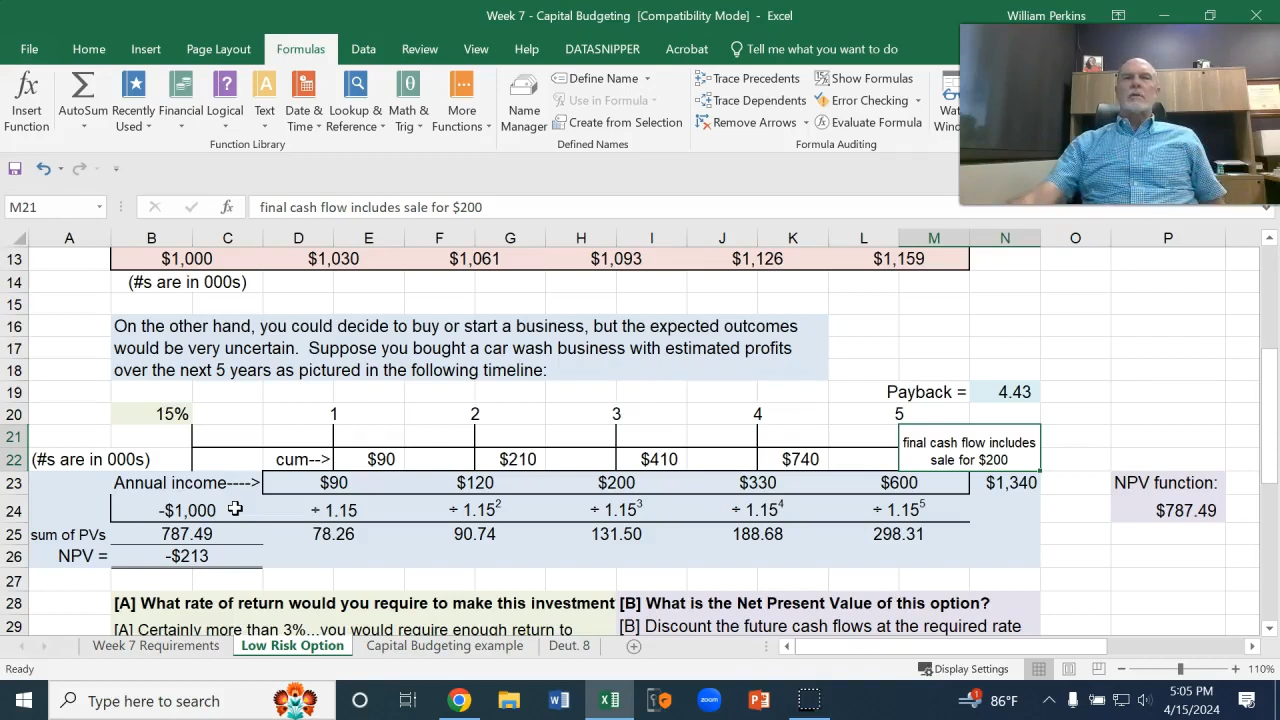 Week 7 - Capital Budgeting [Compatibility Mode] - Excel
William Perkins
File Home Insert Page Layout Formulas Data Review View Help DATASNIPPER Acrobat Tell me what you want to do
fx Σ ? A θ
Insert Function
AutoSum
Recently Used
Financial
Logical
Text
Date & Time
Lookup & Reference
Math & Trig
More Functions
Function Library
Name Manager
Define Name
Use in Formula
Create from Selection
Defined Names
Trace Precedents
Trace Dependents
Remove Arrows
Show Formulas
Error Checking
Evaluate Formula
Formula Auditing
Wat
Wind
M21 fx final cash flow includes sale for $200
A B C D E F G H I J K L M N O P
13 $1,000 $1,030 $1,061 $1,093 $1,126 $1,159
14 (#s are in 000s)
15
16 On the other hand, you could decide to buy or start a business, but the expected outcomes
17 would be very uncertain. Suppose you bought a car wash business with estimated profits
18 over the next 5 years as pictured in the following timeline:
19 Payback = 4.43
20 15% 1 2 3 4 5
21 final cash flow includes
22 (#s are in 000s) cum--> $90 $210 $410 $740 sale for $200
23 Annual income----> $90 $120 $200 $330 $600 $1,340 NPV function:
24 -$1,000 ÷ 1.15 ÷ 1.15² ÷ 1.15³ ÷ 1.15⁴ ÷ 1.15⁵ $787.49
25 sum of PVs 787.49 78.26 90.74 131.50 188.68 298.31
26 NPV = -$213
27
28 [A] What rate of return would you require to make this investment [B] What is the Net Present Value of this option?
29 [A] Certainly more than 3%...you would require enough return to [B] Discount the future cash flows at the required rate
Week 7 Requirements Low Risk Option Capital Budgeting example Deut. 8
Ready Display Settings 110%
Type here to search 86°F 5:05 PM
4/15/2024